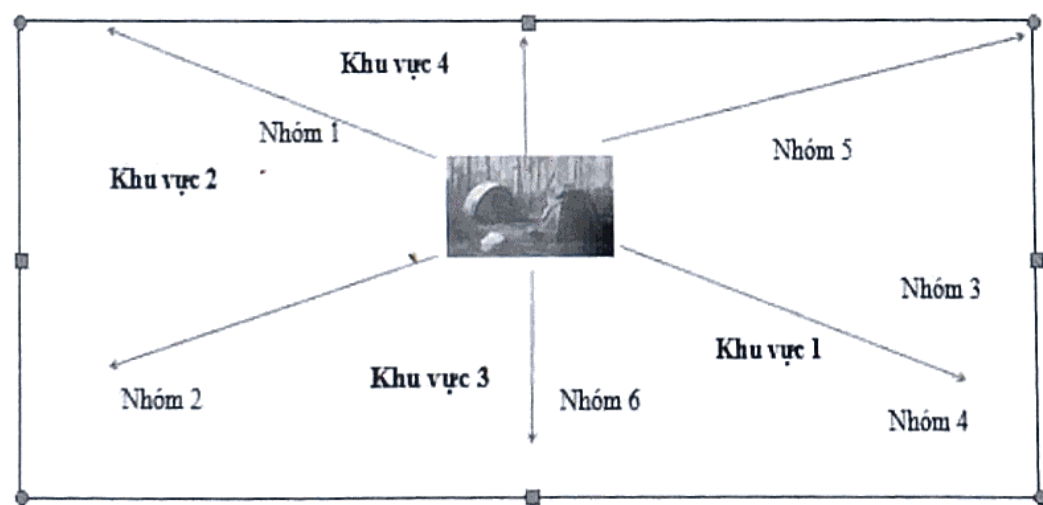 Khu vực 4
Nhóm 1
Nhóm 5
Khu vực 2
Nhóm 3
Khu vực 1
Khu vực 3
Nhóm 2
Nhóm 6
Nhóm 4